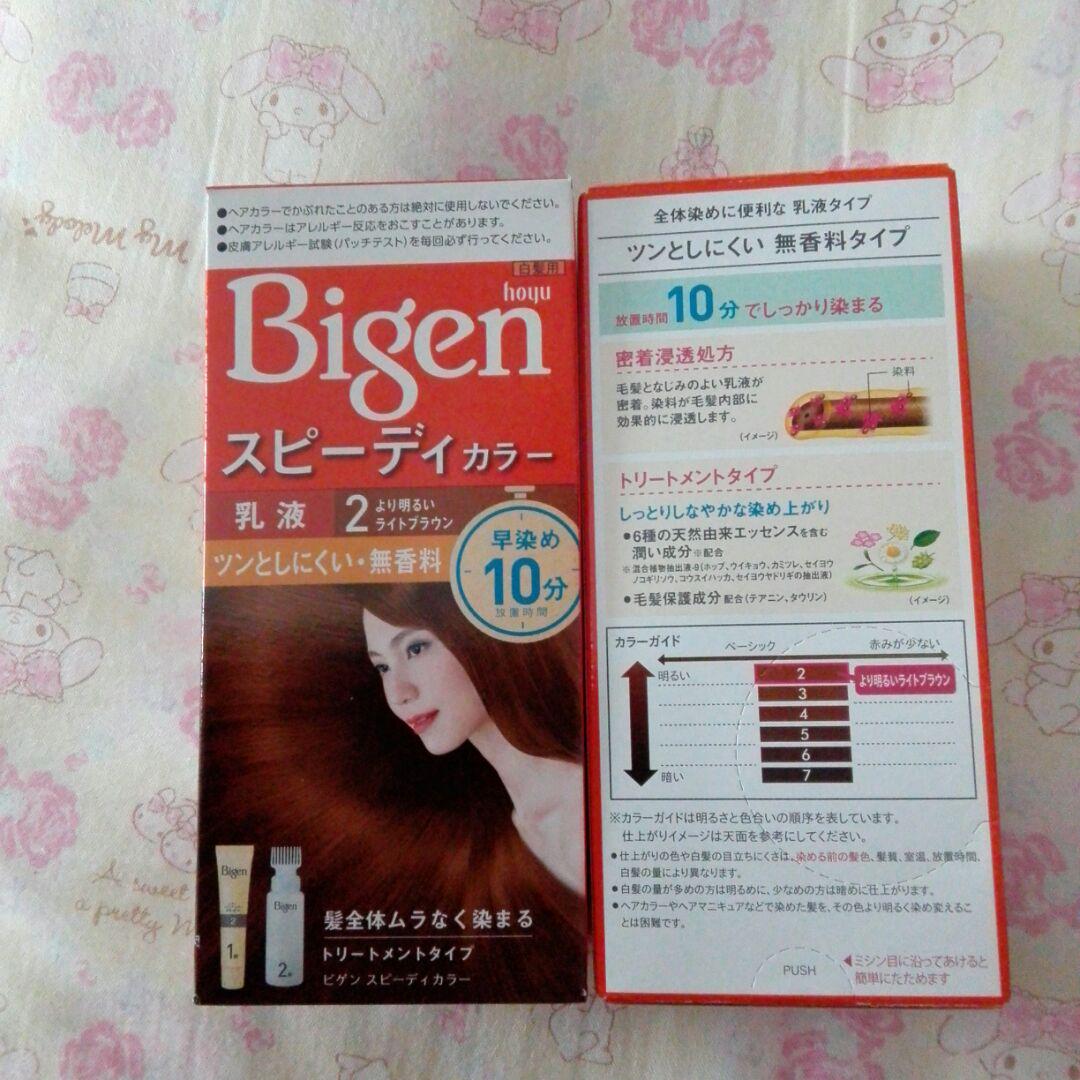 ●ヘアカラーでかぶれたことのある方は絶対に使用しないでください。
●ヘアカラーはアレルギー反応をおこすことがあります。
●皮膚アレルギー試験(パッチテスト)を毎回必ず行ってください。
白髪用
hoyu
Bigen
スピーディカラー
乳液
2 より明るい
ライトブラウン
ツンとしにくい・無香料
早染め
10分
放置時間
Bigen
2
1
Bigen
2
髪全体ムラなく染まる
トリートメントタイプ
ビゲン スピーディカラー
全体染めに便利な 乳液タイプ
ツンとしにくい 無香料タイプ
放置時間10分でしっかり染まる
密着浸透処方
毛髪となじみのよい乳液が
密着。染料が毛髪内部に
効果的に浸透します。
染料
(イメージ)
トリートメントタイプ
しっとりしなやかな染め上がり
●6種の天然由来エッセンスを含む
潤い成分※配合
※混合植物抽出液-9(ホップ、ウイキョウ、カミツレ、セイヨウ
ノコギリソウ、コウスイハッカ、セイヨウヤドリギの抽出液)
●毛髪保護成分 配合(テアニン、タウリン)
(イメージ)
カラーガイド
ベーシック
赤みが少ない
明るい
2
より明るいライトブラウン
3
4
5
6
7
暗い
※カラーガイドは明るさと色合いの順序を表しています。
仕上がりイメージは天面を参考にしてください。
●仕上がりの色や白髪の目立ちにくさは、染める前の髪色、髪質、室温、放置時間、
白髪の量により異なります。
●白髪の量が多めの方は明るめに、少なめの方は暗めに仕上がります。
●ヘアカラーやヘアマニキュアなどで染めた髪を、その色より明るく染め変えるこ
とは困難です。
PUSH
◀ミシン目に沿ってあけると
簡単にたためます
My Melody
A sweet
a pretty